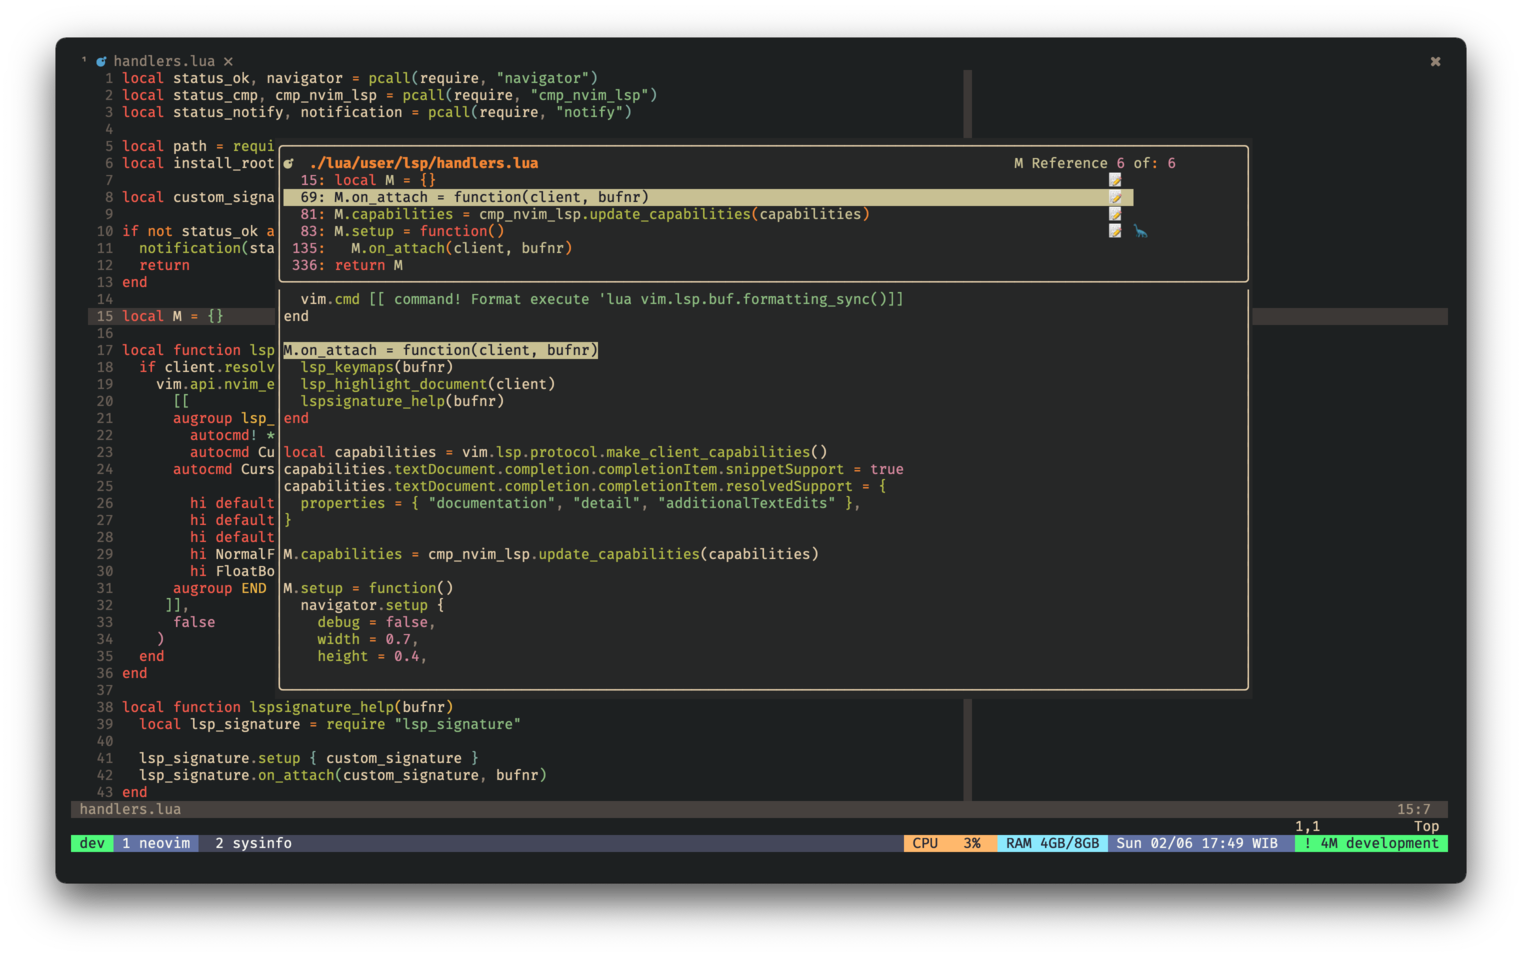 1 handlers.lua ×
1 local status_ok, navigator = pcall(require, "navigator")
2 local status_cmp, cmp_nvim_lsp = pcall(require, "cmp_nvim_lsp")
3 local status_notify, notification = pcall(require, "notify")
4
5 local path = requi
6 local install_root
7
8 local custom_signa
9
10 if not status_ok a
11   notification(sta
12   return
13 end
14
15 local M = {}
16
17 local function lsp
18   if client.resolv
19     vim.api.nvim_e
20       [[
21       augroup lsp_
22         autocmd! *
23         autocmd Cu
24       autocmd Curs
25
26         hi default
27         hi default
28         hi default
29         hi NormalF
30         hi FloatBo
31       augroup END
32      ]],
33       false
34     )
35   end
36 end
37
38 local function lspsignature_help(bufnr)
39   local lsp_signature = require "lsp_signature"
40
41   lsp_signature.setup { custom_signature }
42   lsp_signature.on_attach(custom_signature, bufnr)
43 end
./lua/user/lsp/handlers.lua M Reference 6 of: 6
15: local M = {}
69: M.on_attach = function(client, bufnr)
81: M.capabilities = cmp_nvim_lsp.update_capabilities(capabilities)
83: M.setup = function()
135:   M.on_attach(client, bufnr)
336: return M
  vim.cmd [[ command! Format execute 'lua vim.lsp.buf.formatting_sync()]]
end
M.on_attach = function(client, bufnr)
  lsp_keymaps(bufnr)
  lsp_highlight_document(client)
  lspsignature_help(bufnr)
end
local capabilities = vim.lsp.protocol.make_client_capabilities()
capabilities.textDocument.completion.completionItem.snippetSupport = true
capabilities.textDocument.completion.completionItem.resolvedSupport = {
  properties = { "documentation", "detail", "additionalTextEdits" },
}
M.capabilities = cmp_nvim_lsp.update_capabilities(capabilities)
M.setup = function()
  navigator.setup {
    debug = false,
    width = 0.7,
    height = 0.4,
handlers.lua 15:7
1,1 Top
dev 1 neovim 2 sysinfo CPU 3% RAM 4GB/8GB Sun 02/06 17:49 WIB ! 4M development